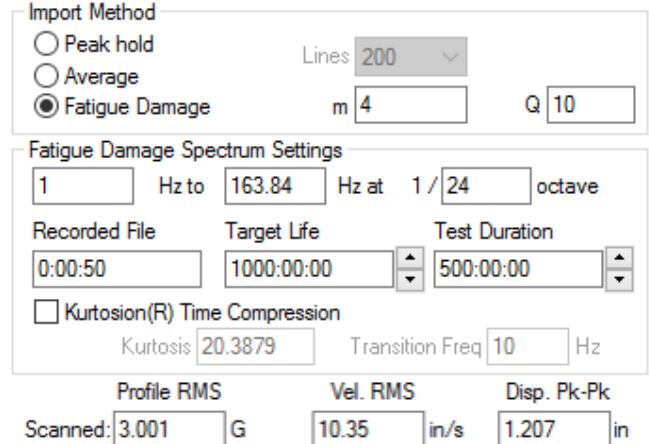 Import Method
Peak hold
Lines 200
Average
Fatigue Damage m 4 Q 10
Fatigue Damage Spectrum Settings
1 Hz to 163.84 Hz at 1 / 24 octave
Recorded File Target Life Test Duration
0:00:50 1000:00:00 500:00:00
Kurtosion(R) Time Compression
Kurtosis 20.3879 Transition Freq 10 Hz
Profile RMS Vel. RMS Disp. Pk-Pk
Scanned: 3.001 G 10.35 in/s 1.207 in